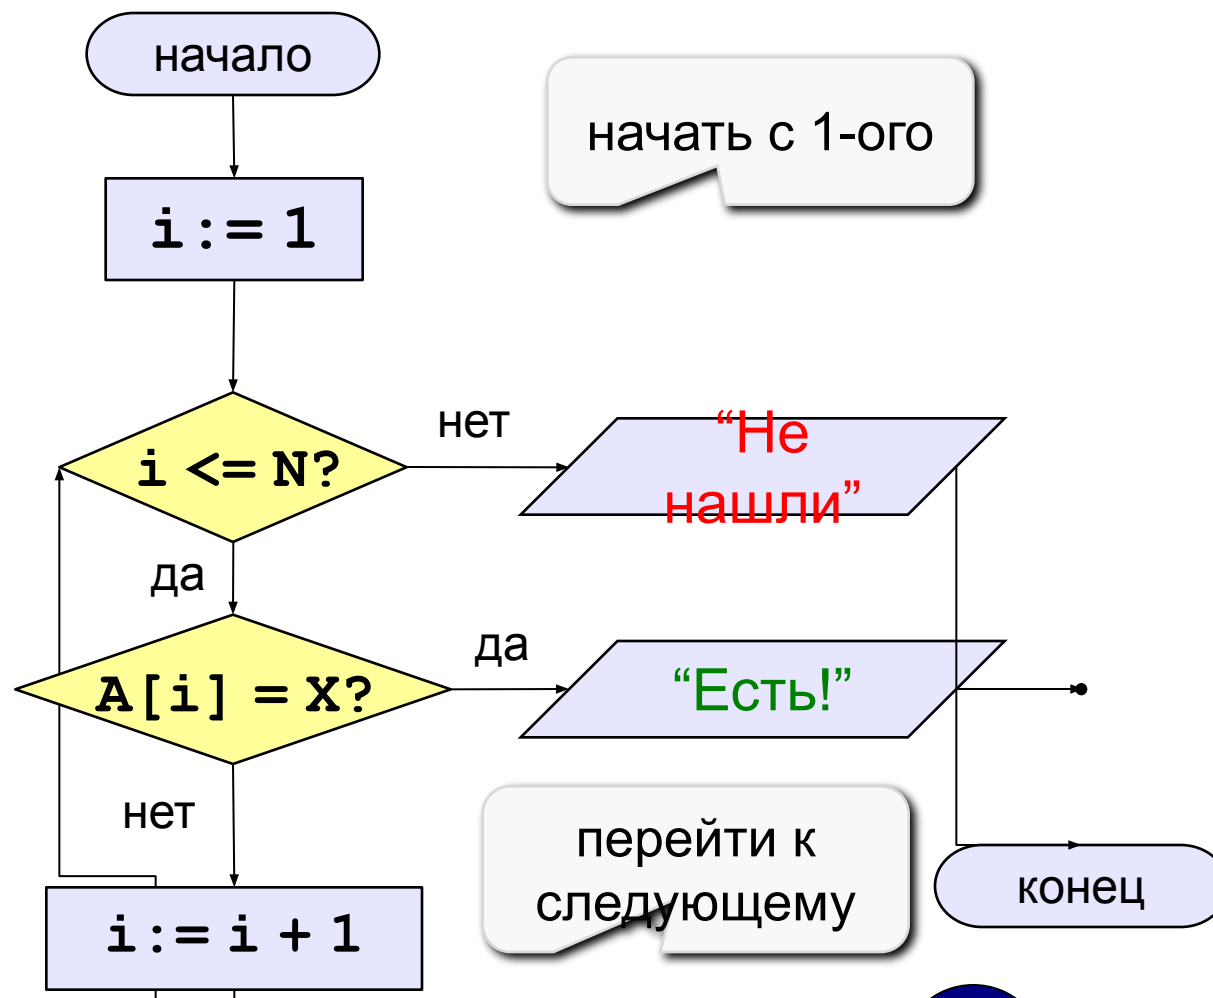 начало
начать с 1-ого
i:= 1
i <= N?
нет
“Не
нашли”
да
A[i] = X?
да
“Есть!”
нет
перейти к
следующему
i:= i + 1
конец